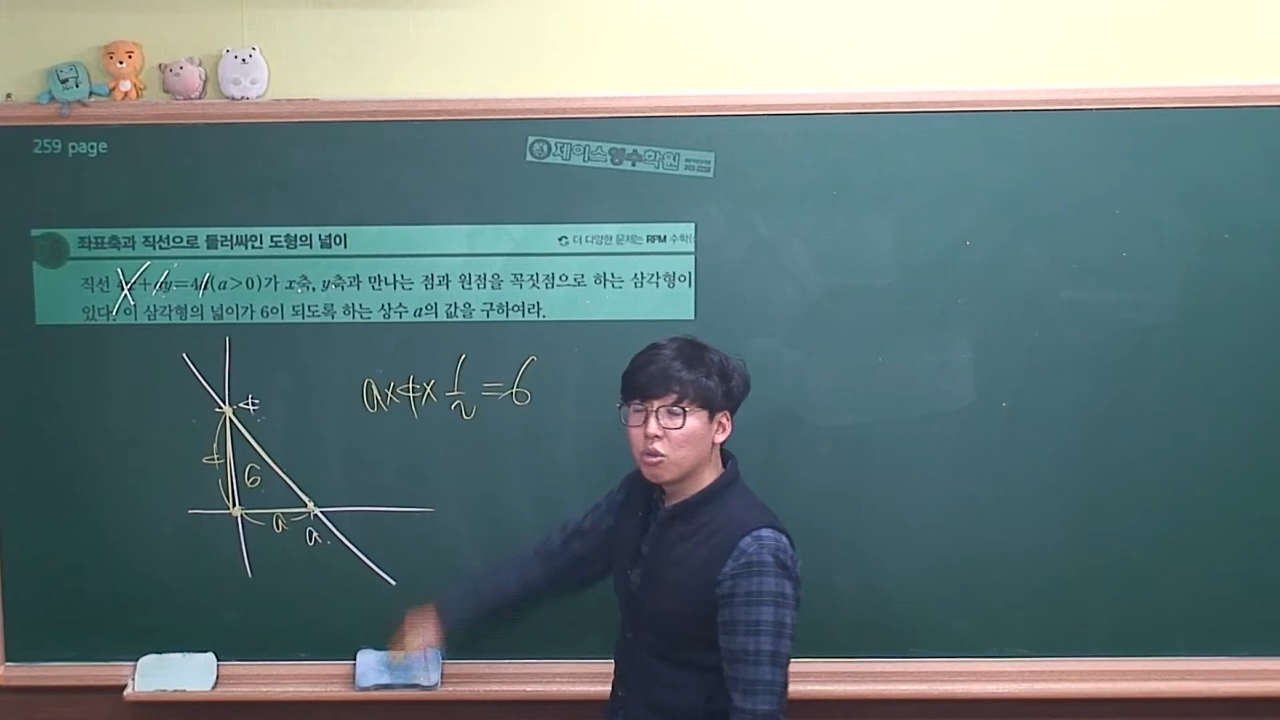 259 page
제이스영수학원
좌표축과 직선으로 둘러싸인 도형의 넓이
더 다양한 문제는 RPM 수학
직선 +ay=4a(a>0)가 x축, y축과 만나는 점과 원점을 꼭짓점으로 하는 삼각형이
있다. 이 삼각형의 넓이가 6이 되도록 하는 상수 a의 값을 구하여라.
a×4×1/2=6
4
4
6
a
a